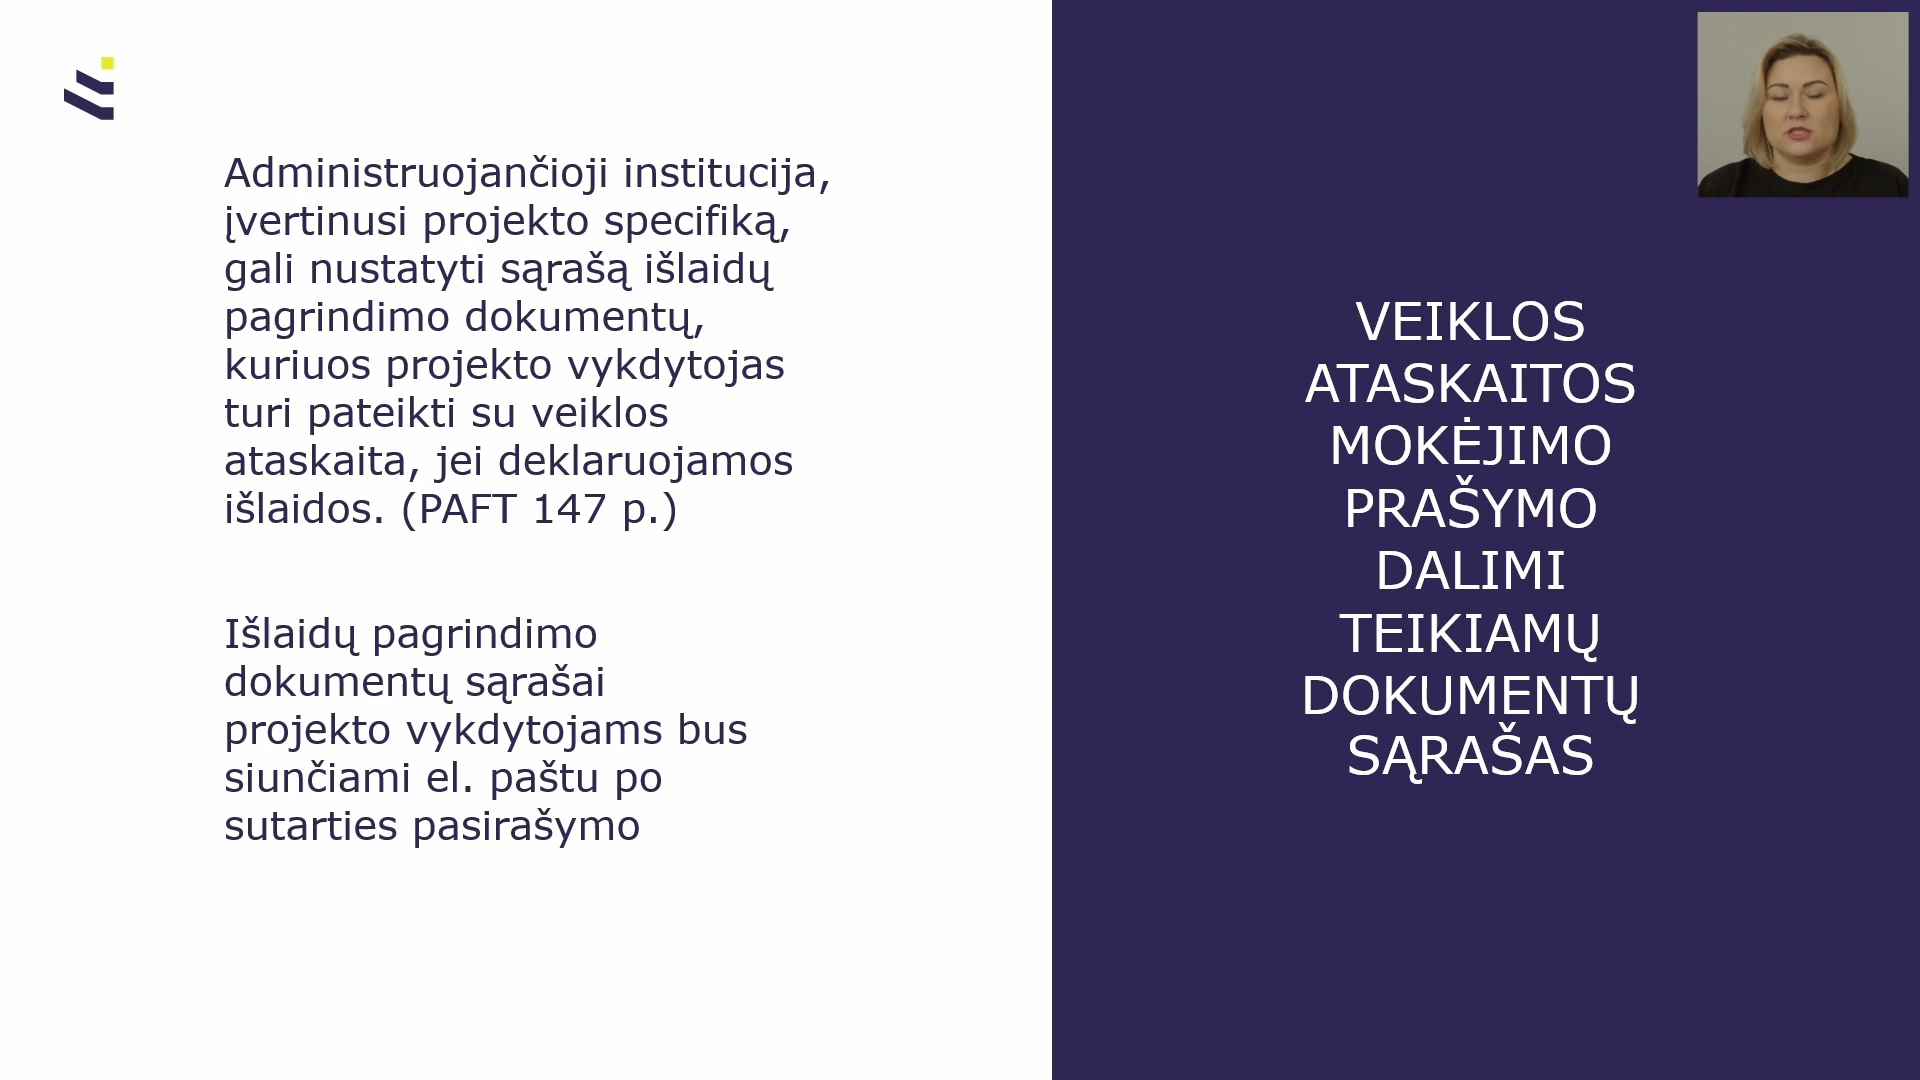 Administruojančioji institucija,
įvertinusi projekto specifiką,
gali nustatyti sąrašą išlaidų
pagrindimo dokumentų,
kuriuos projekto vykdytojas
turi pateikti su veiklos
ataskaita, jei deklaruojamos
išlaidos. (PAFT 147 p.)
Išlaidų pagrindimo
dokumentų sąrašai
projekto vykdytojams bus
siunčiami el. paštu po
sutarties pasirašymo
VEIKLOS
ATASKAITOS
MOKĖJIMO
PRAŠYMO
DALIMI
TEIKIAMŲ
DOKUMENTŲ
SĄRAŠAS